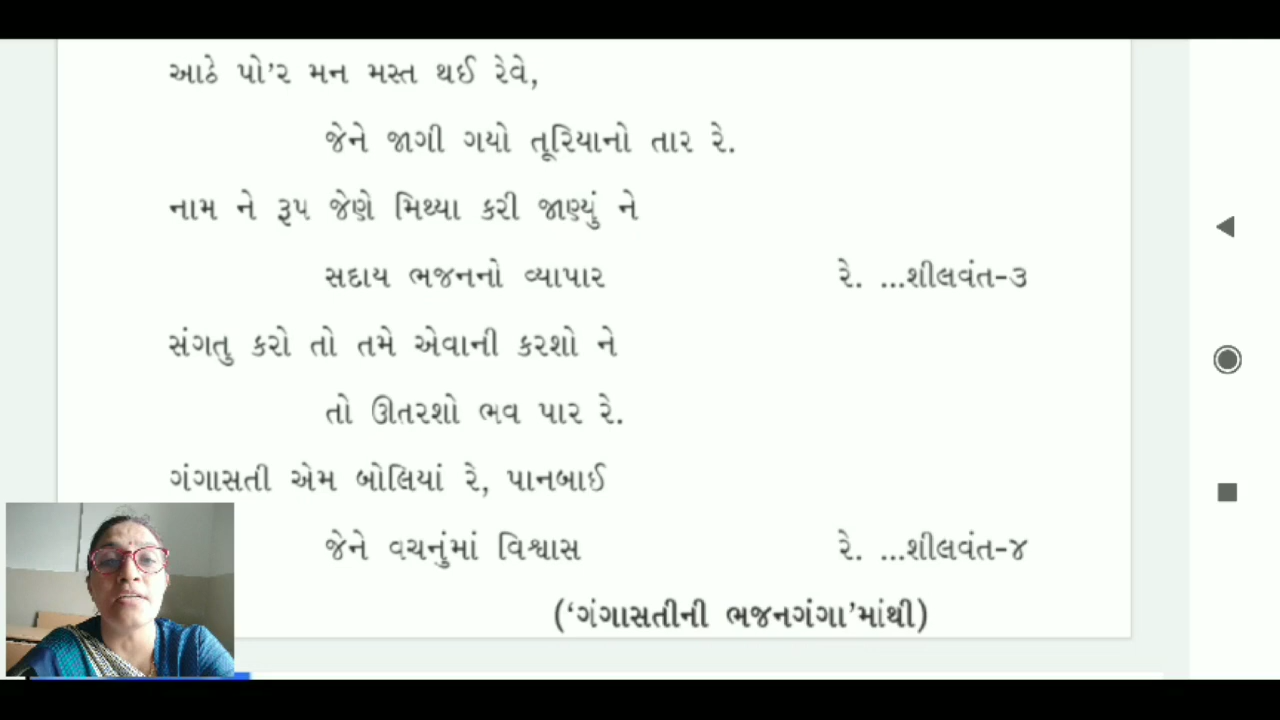 આઠે પો'ર મન મસ્ત થઈ રેવે,
જેને જાગી ગયો તૂરિયાનો તાર રે.
નામ ને રૂપ જેણે મિથ્યા કરી જાણ્યું ને
સદાય ભજનનો વ્યાપાર રે. ...શીલવંત-૩
સંગતુ કરો તો તમે એવાની કરશો ને
તો ઊતરશો ભવ પાર રે.
ગંગાસતી એમ બોલિયાં રે, પાનબાઈ
જેને વચનુંમાં વિશ્વાસ રે. ...શીલવંત-૪
('ગંગાસતીની ભજનગંગા'માંથી)